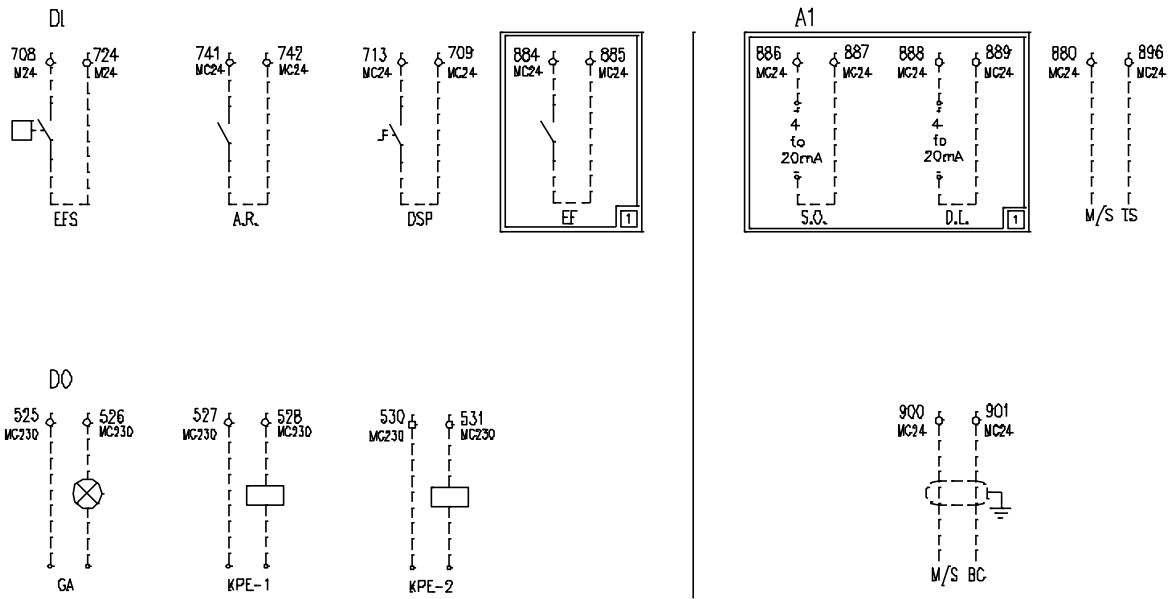 DI
A1
708 724 741 742 713 709 884 885 886 887 888 889 880 896
M24 M24 MC24 MC24 MC24 MC24 MC24 MC24 MC24 MC24 MC24 MC24 MC24 MC24
4 4
to to
20mA 20mA
EFS A.R. DSP EF 1 S.O. D.L. 1 M/S TS
DO
525 526 527 528 530 531 900 901
MC230 MC230 MC230 MC230 MC230 MC230 MC24 MC24
GA KPE-1 KPE-2 M/S BC